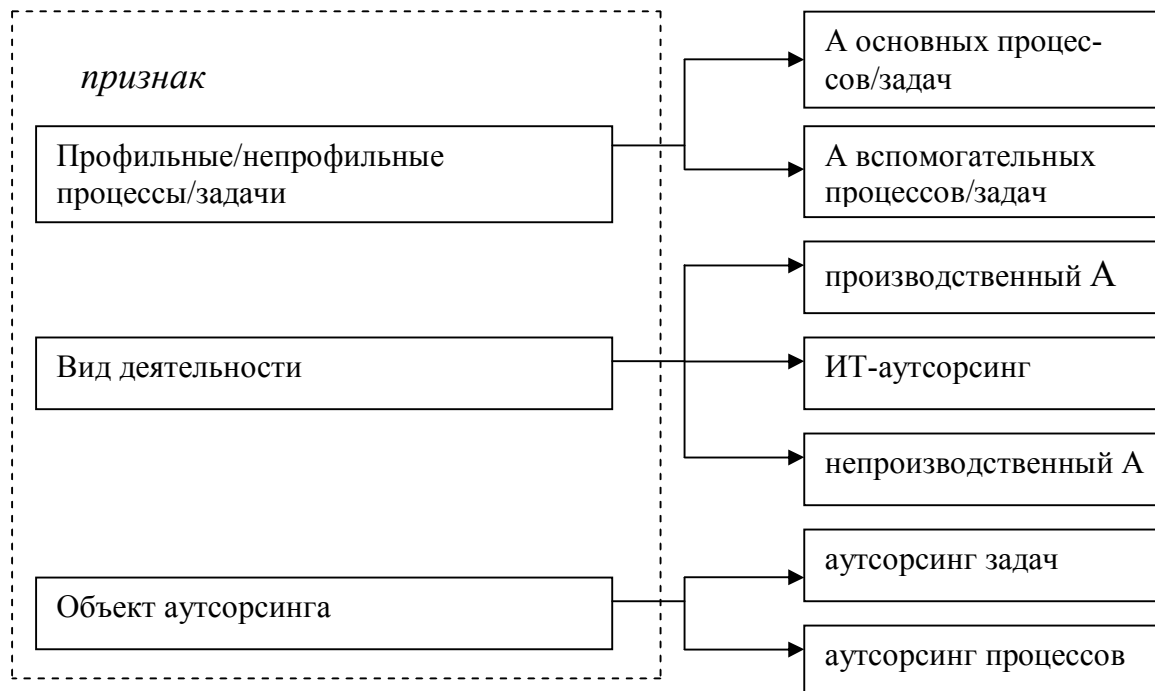 признак
Профильные/непрофильные
процессы/задачи
А основных процес-
сов/задач
А вспомогательных
процессов/задач
Вид деятельности
производственный А
ИТ-аутсорсинг
непроизводственный А
Объект аутсорсинга
аутсорсинг задач
аутсорсинг процессов